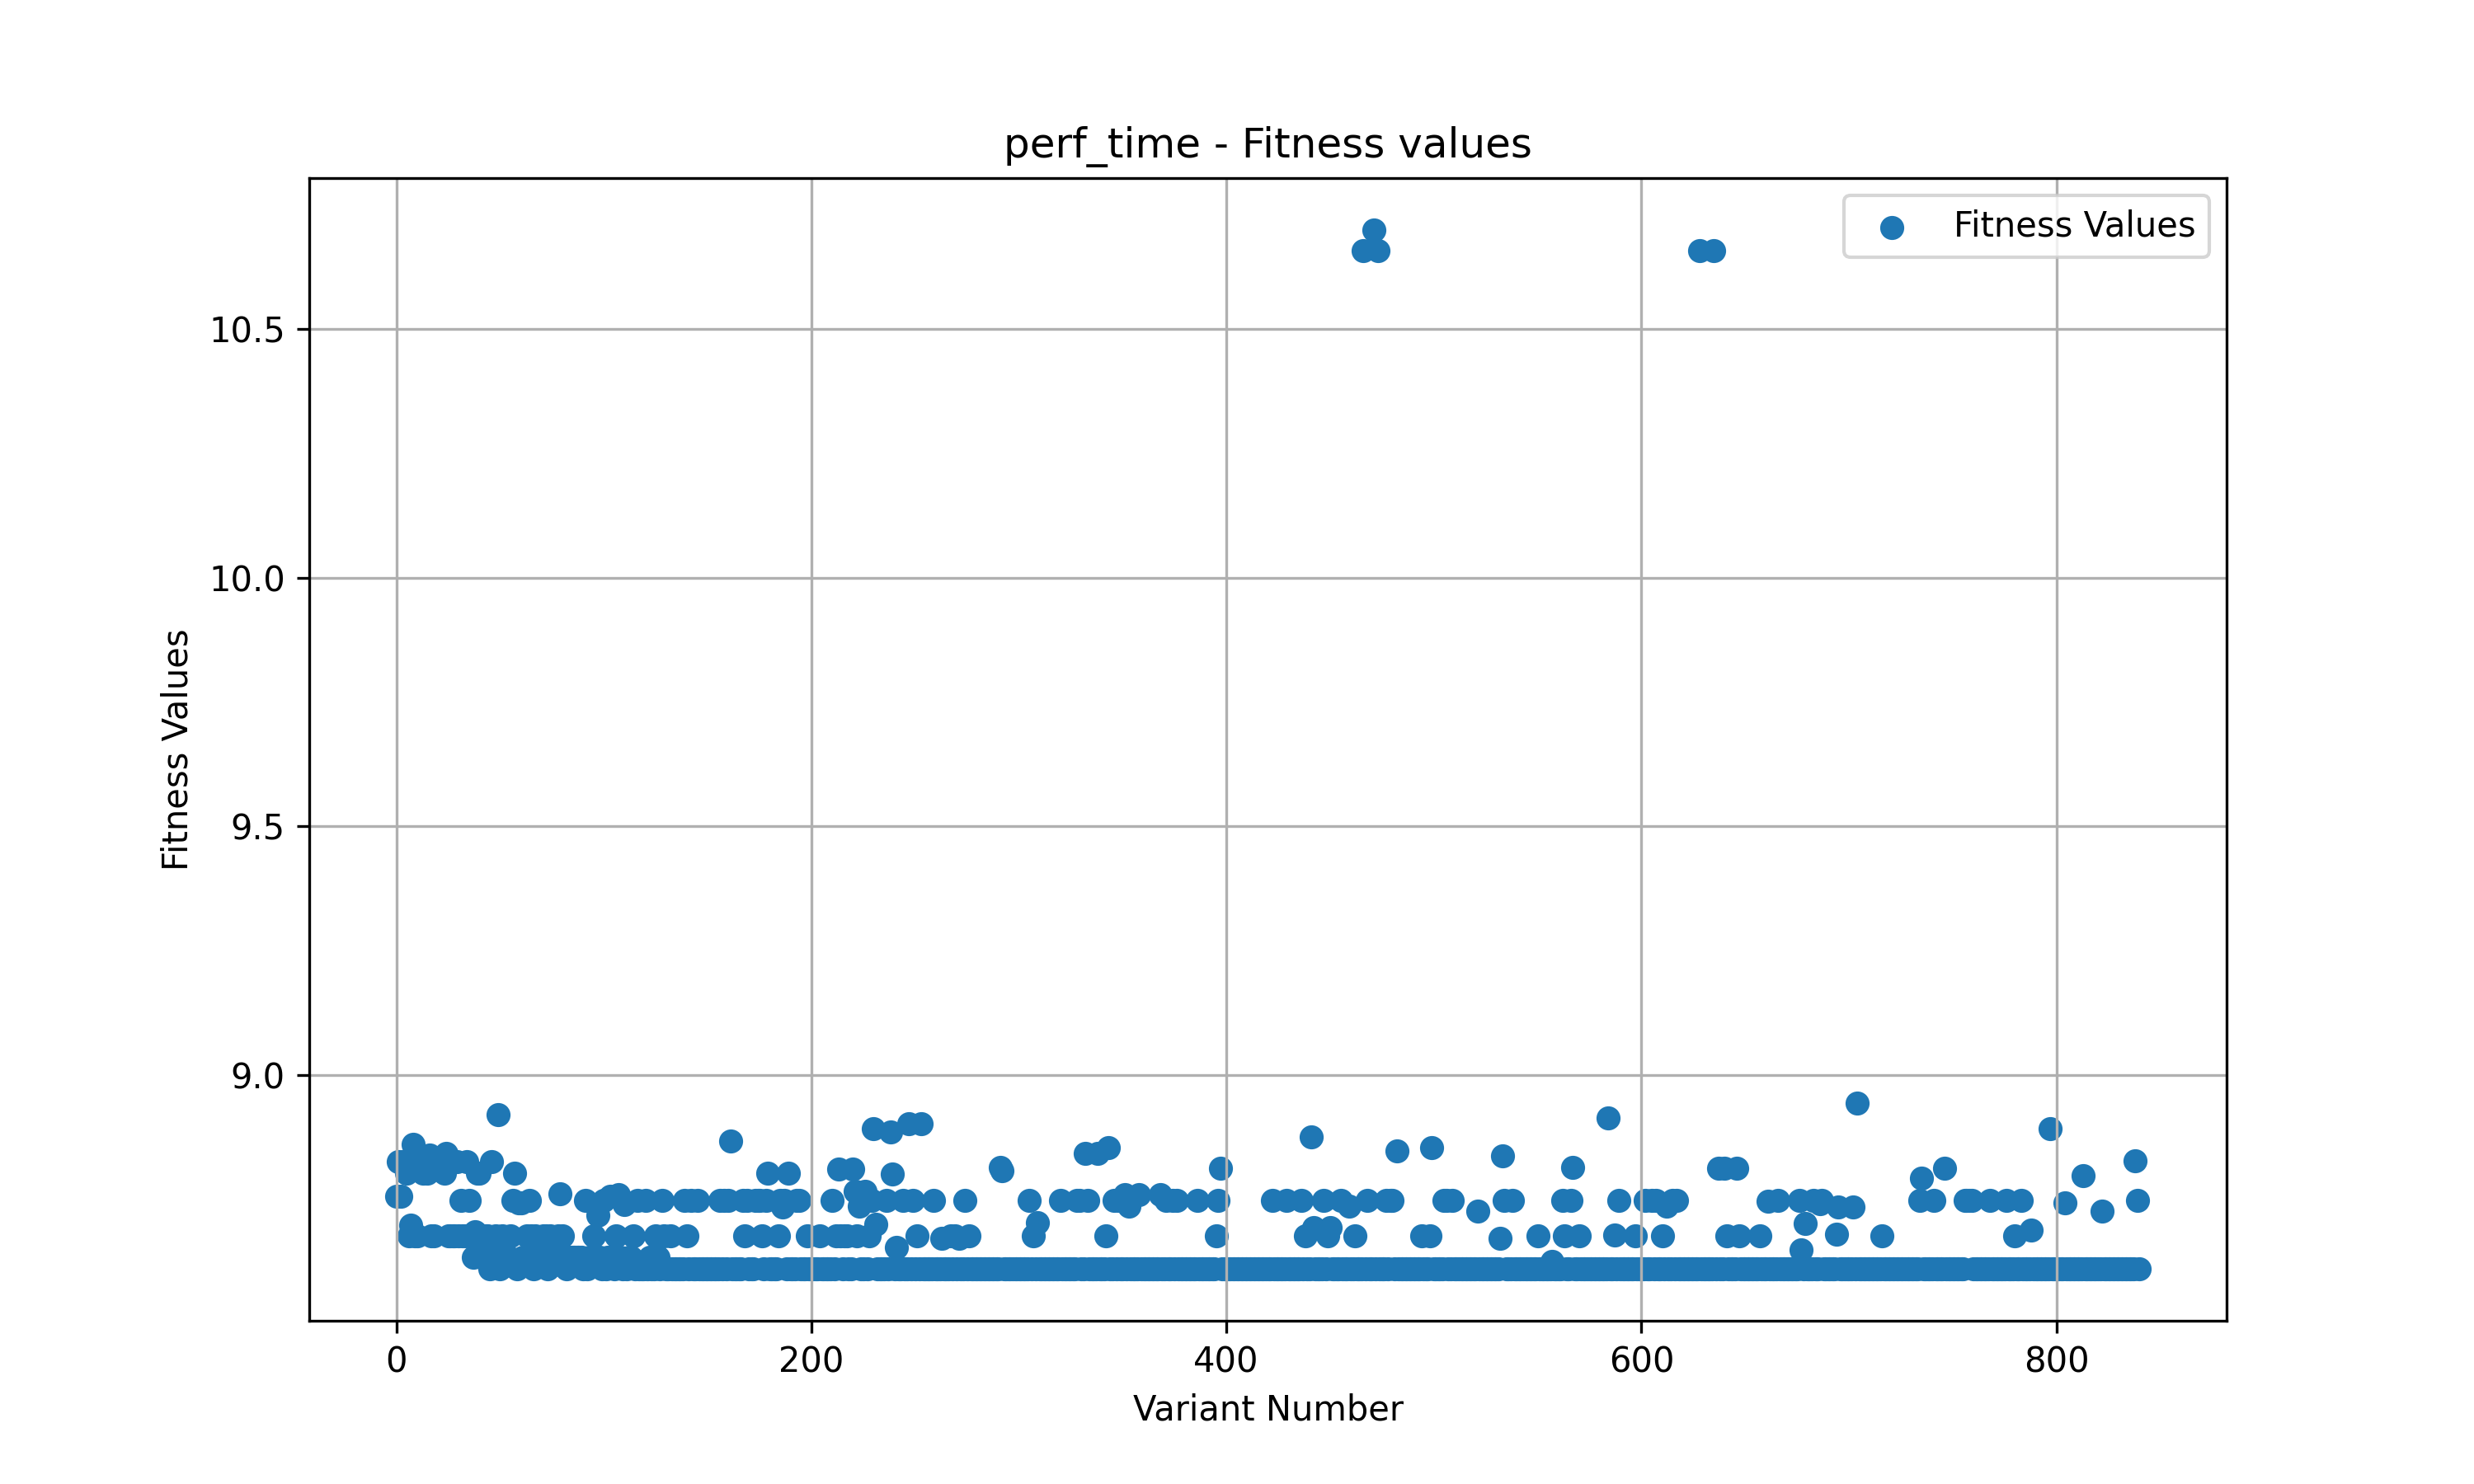 perf_time - Fitness values
Fitness Values
10.5
10.0
9.5
9.0
Fitness Values
0 200 400 600 800
Variant Number